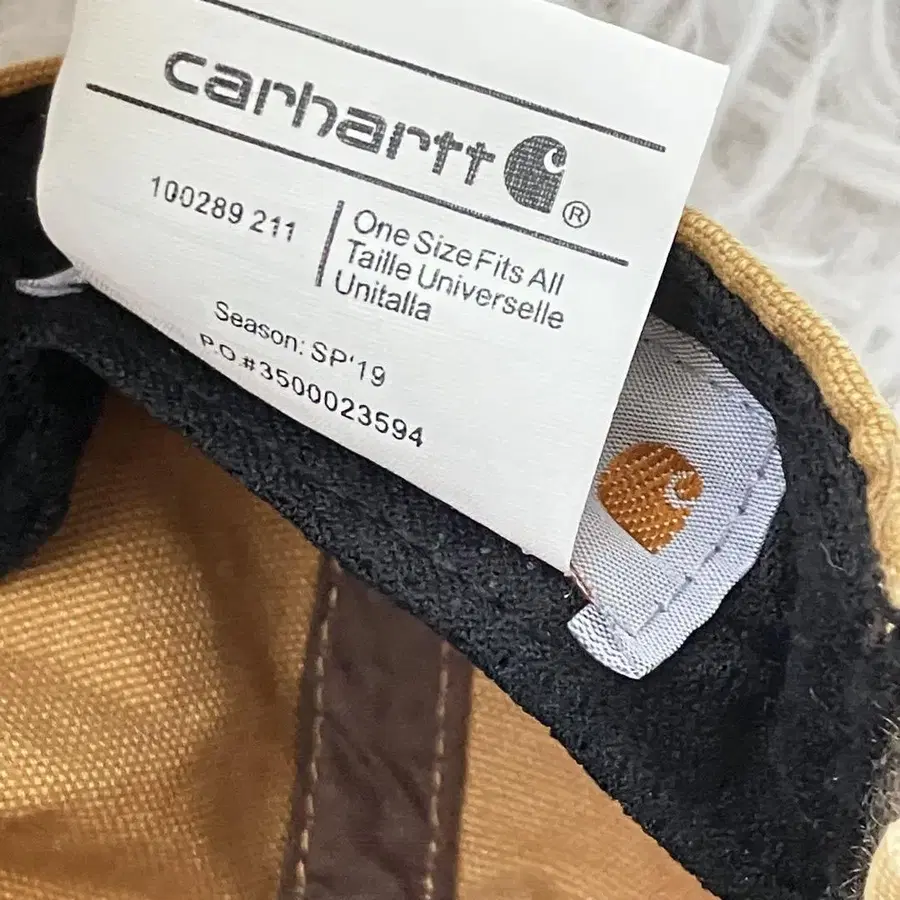 carhartt ®
100289 211
One Size Fits All
Taille Universelle
Unitalla
Season: SP'19
P.O.#3500023594